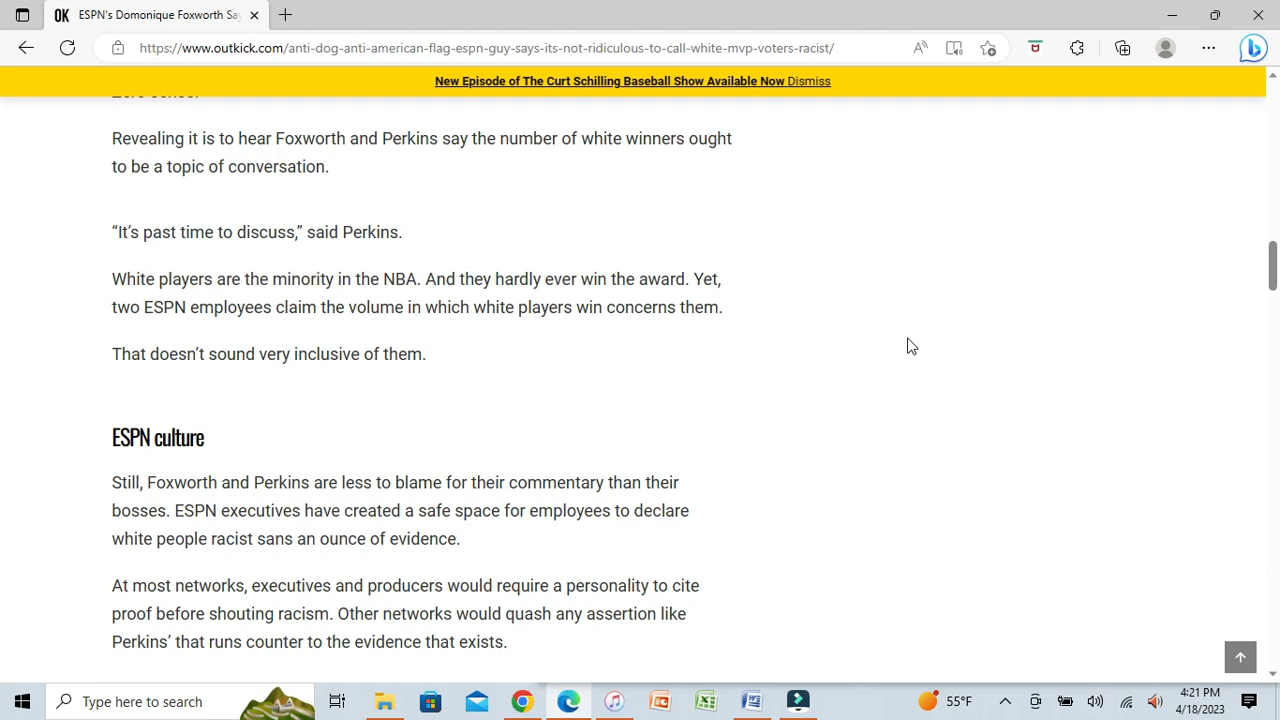 ESPN's Domonique Foxworth Say
https://www.outkick.com/anti-dog-anti-american-flag-espn-guy-says-its-not-ridiculous-to-call-white-mvp-voters-racist/
New Episode of The Curt Schilling Baseball Show Available Now Dismiss
Revealing it is to hear Foxworth and Perkins say the number of white winners ought
to be a topic of conversation.
“It’s past time to discuss,” said Perkins.
White players are the minority in the NBA. And they hardly ever win the award. Yet,
two ESPN employees claim the volume in which white players win concerns them.
That doesn’t sound very inclusive of them.
ESPN culture
Still, Foxworth and Perkins are less to blame for their commentary than their
bosses. ESPN executives have created a safe space for employees to declare
white people racist sans an ounce of evidence.
At most networks, executives and producers would require a personality to cite
proof before shouting racism. Other networks would quash any assertion like
Perkins’ that runs counter to the evidence that exists.
Type here to search
55°F
4:21 PM
4/18/2023